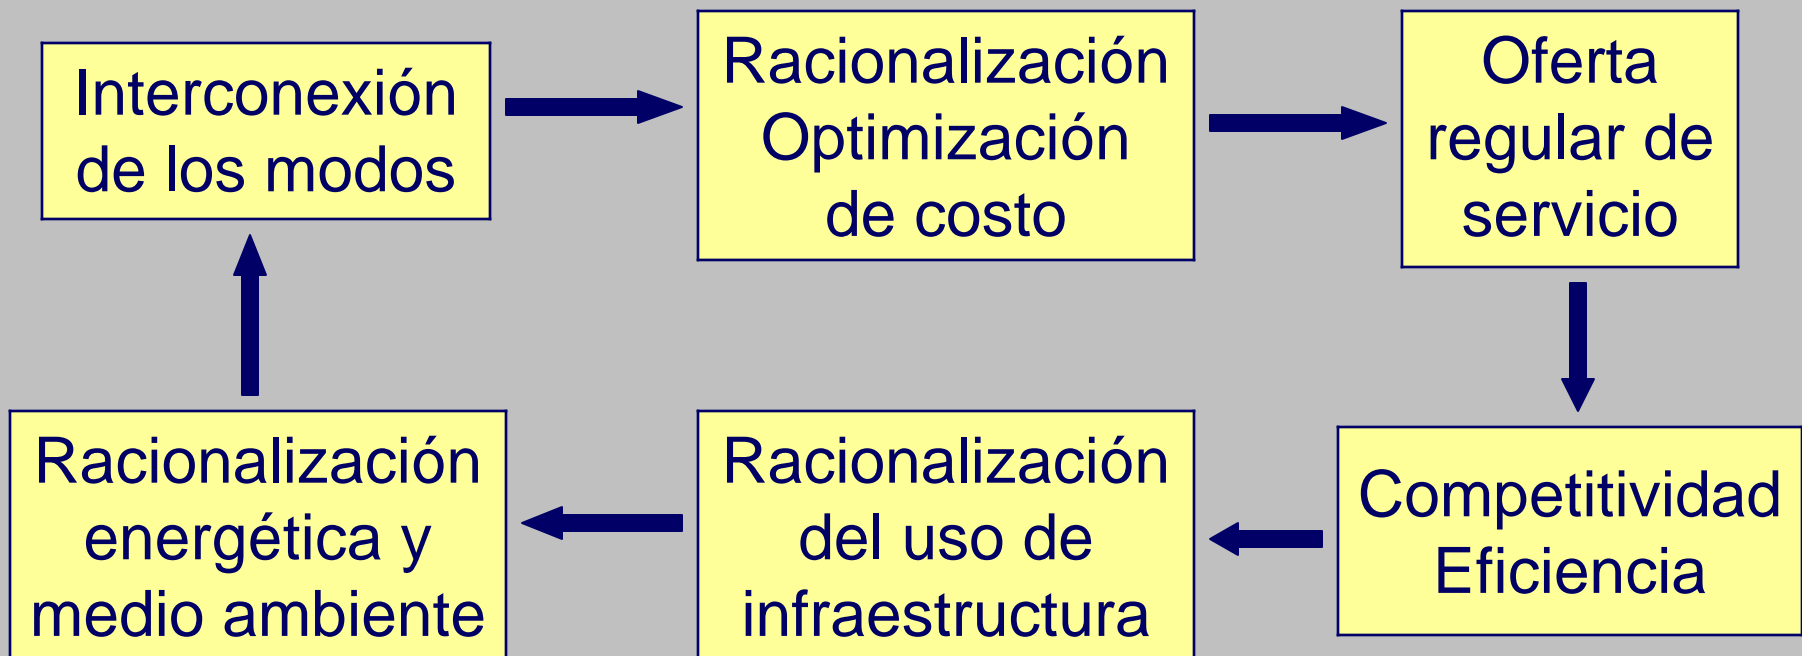 Interconexión
de los modos
Racionalización
Optimización
de costo
Oferta
regular de
servicio
Racionalización
energética y
medio ambiente
Racionalización
del uso de
infraestructura
Competitividad
Eficiencia